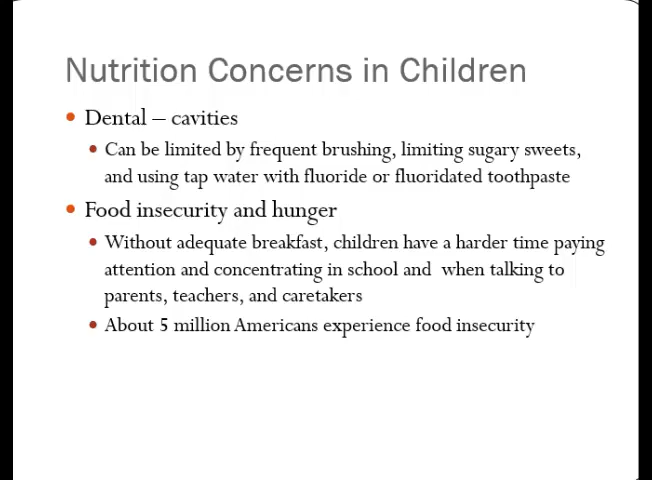 Nutrition Concerns in Children
Dental – cavities
Can be limited by frequent brushing, limiting sugary sweets,
and using tap water with fluoride or fluoridated toothpaste
Food insecurity and hunger
Without adequate breakfast, children have a harder time paying
attention and concentrating in school and when talking to
parents, teachers, and caretakers
About 5 million Americans experience food insecurity